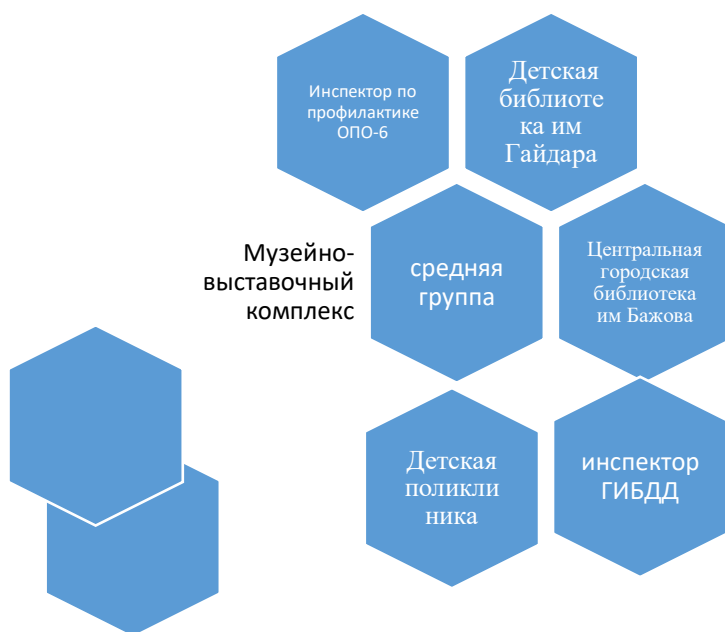 Инспектор по
профилактике
ОПО-6
Детская
библиоте
ка им
Гайдара
Музейно-
выставочный
комплекс
средняя
группа
Центральная
городская
библиотека
им Бажова
Детская
поликли
ника
инспектор
ГИБДД